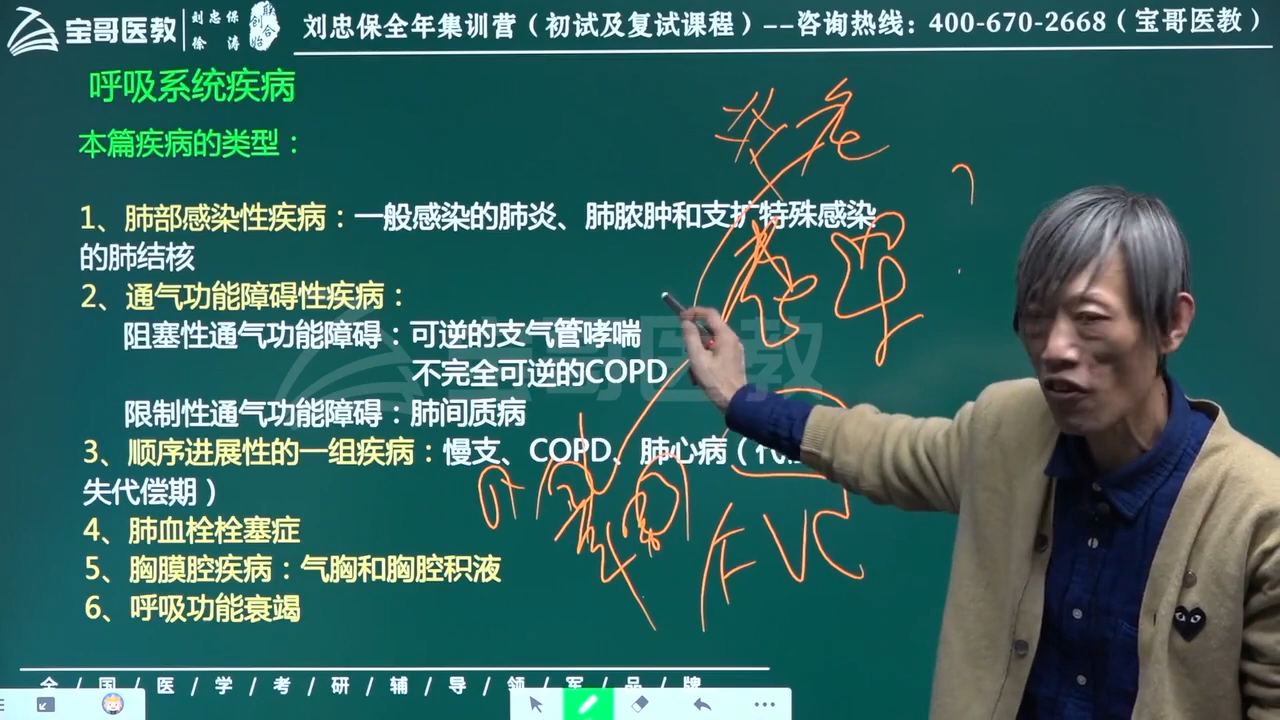 宝哥医教 刘忠保 徐涛 联合创怡
刘忠保全年集训营（初试及复试课程）--咨询热线：400-670-2668（宝哥医教）
呼吸系统疾病
本篇疾病的类型：
1、肺部感染性疾病：一般感染的肺炎、肺脓肿和支扩特殊感染
的肺结核
2、通气功能障碍性疾病：
阻塞性通气功能障碍：可逆的支气管哮喘
不完全可逆的COPD
限制性通气功能障碍：肺间质病
3、顺序进展性的一组疾病：慢支、COPD、肺心病（代
失代偿期）
4、肺血栓栓塞症
5、胸膜腔疾病：气胸和胸腔积液
6、呼吸功能衰竭
FVC
宝哥医教
全/国/医/学/考/研/辅/导/领/军/品/牌